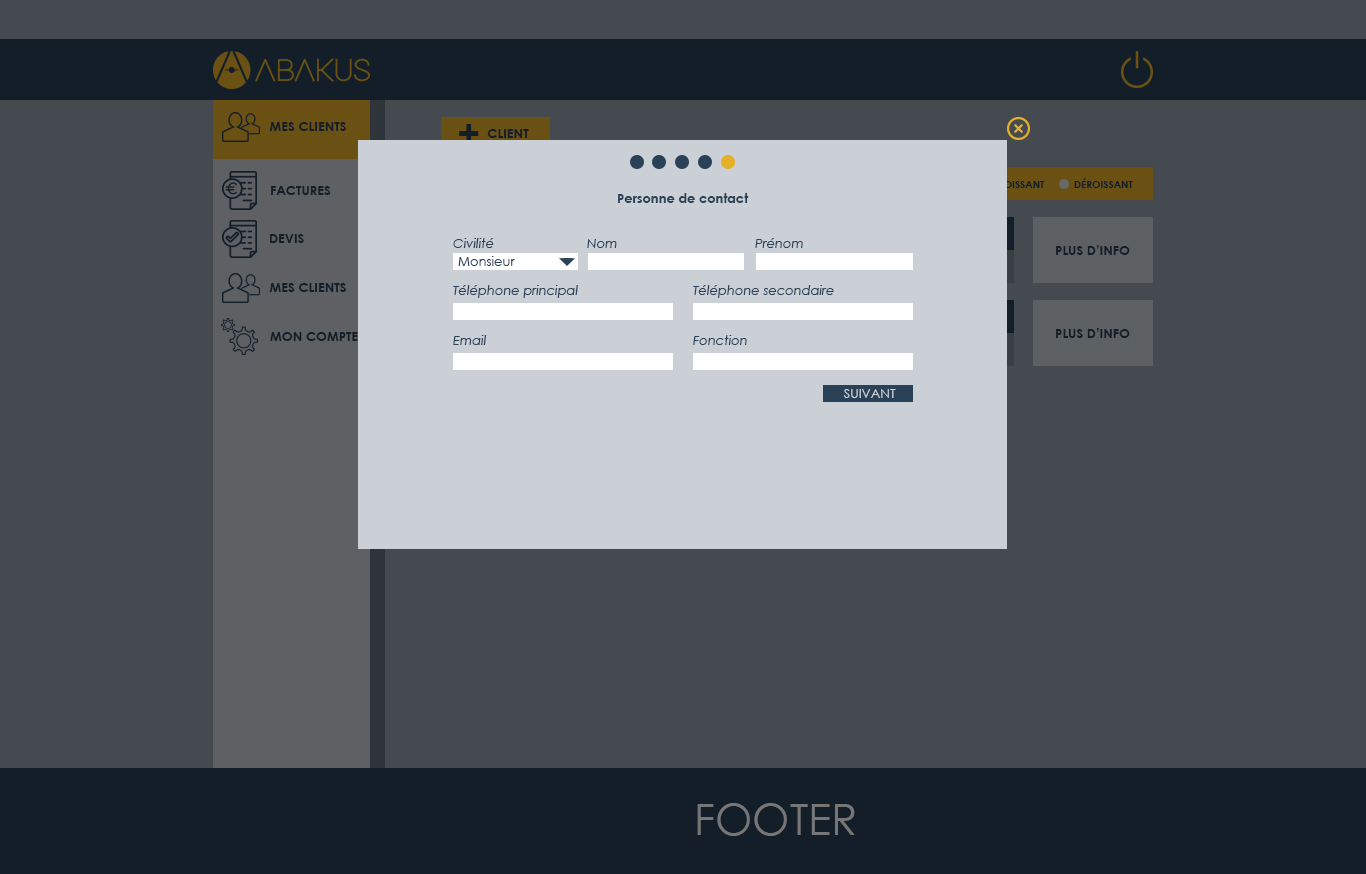 ABAKUS
MES CLIENTS
FACTURES
DEVIS
MES CLIENTS
MON COMPTE
CLIENT
DÉROISSANT
PLUS D'INFO
PLUS D'INFO
Personne de contact
Civilité Nom Prénom
Monsieur
Téléphone principal Téléphone secondaire
Email Fonction
SUIVANT
FOOTER